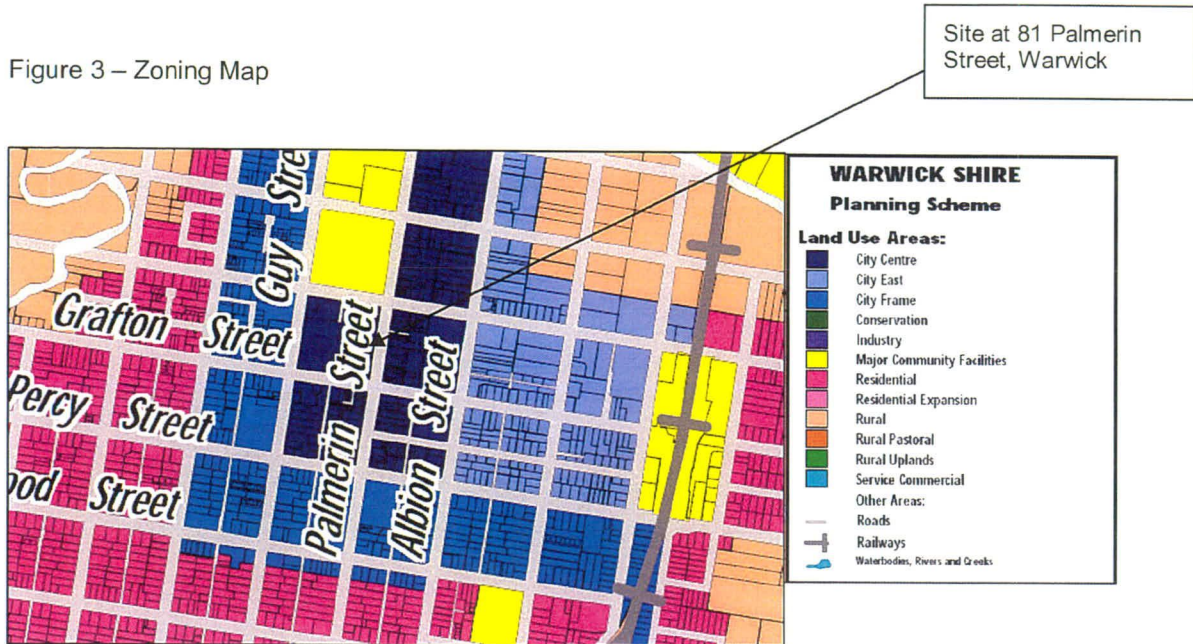 Site at 81 Palmerin
Street, Warwick
Figure 3 – Zoning Map
Guy Stre
Grafton Street
Percy Street
ood Street
Palmerin Street
Albion Street
WARWICK SHIRE
Planning Scheme
Land Use Areas:
City Centre
City East
City Frame
Conservation
Industry
Major Community Facilities
Residential
Residential Expansion
Rural
Rural Pastoral
Rural Uplands
Service Commercial
Other Areas:
Roads
Railways
Waterbodies, Rivers and Creeks